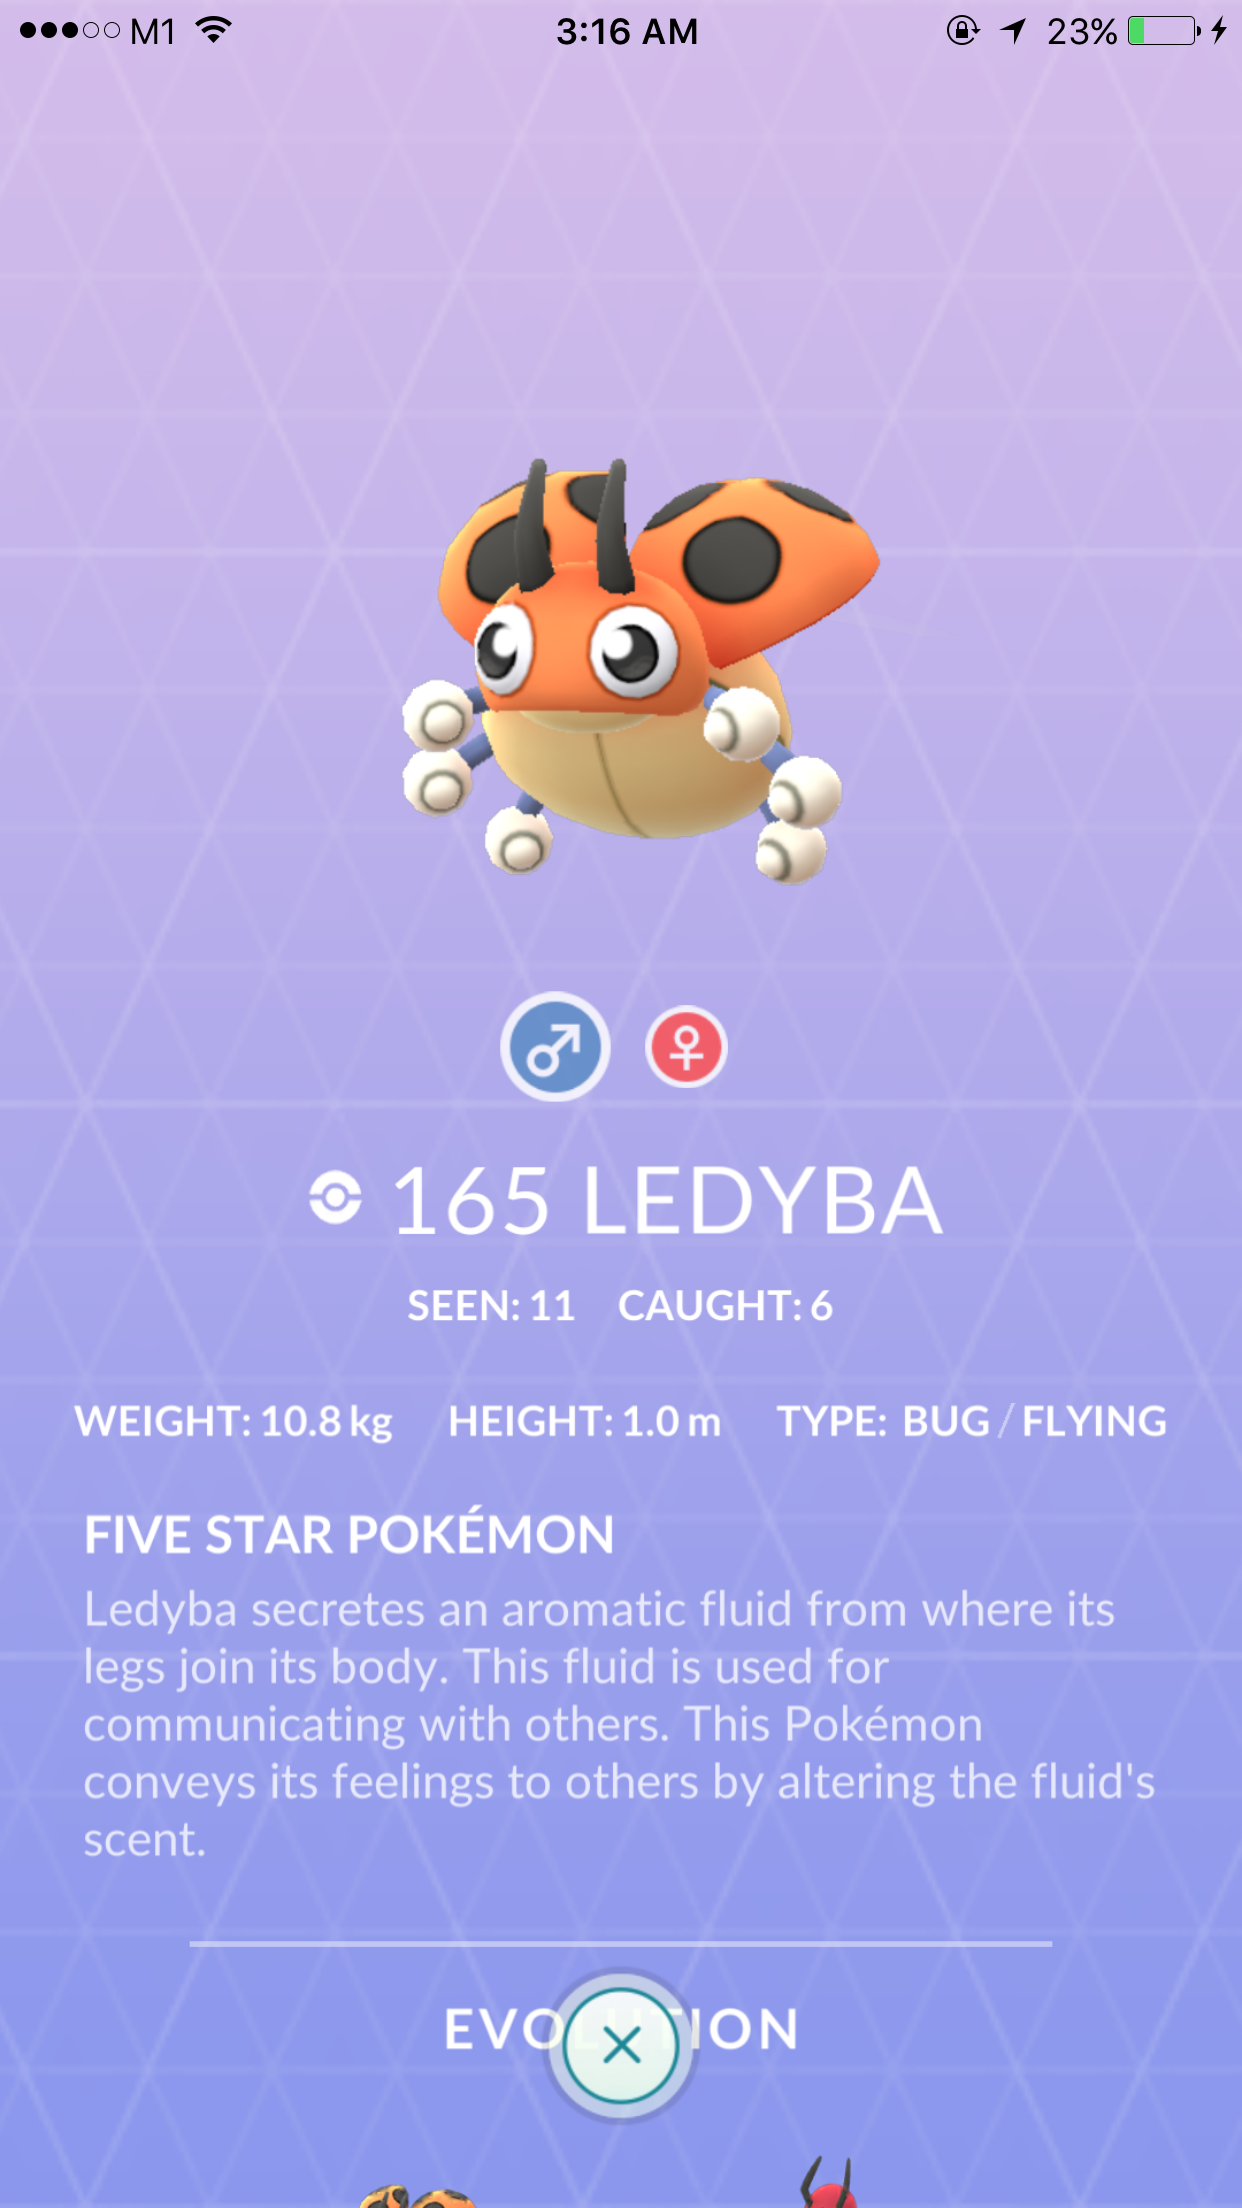 M1 3:16 AM 23%
165 LEDYBA
SEEN: 11 CAUGHT: 6
WEIGHT: 10.8 kg HEIGHT: 1.0 m TYPE: BUG / FLYING
FIVE STAR POKÉMON
Ledyba secretes an aromatic fluid from where its
legs join its body. This fluid is used for
communicating with others. This Pokémon
conveys its feelings to others by altering the fluid's
scent.
EVOLUTION